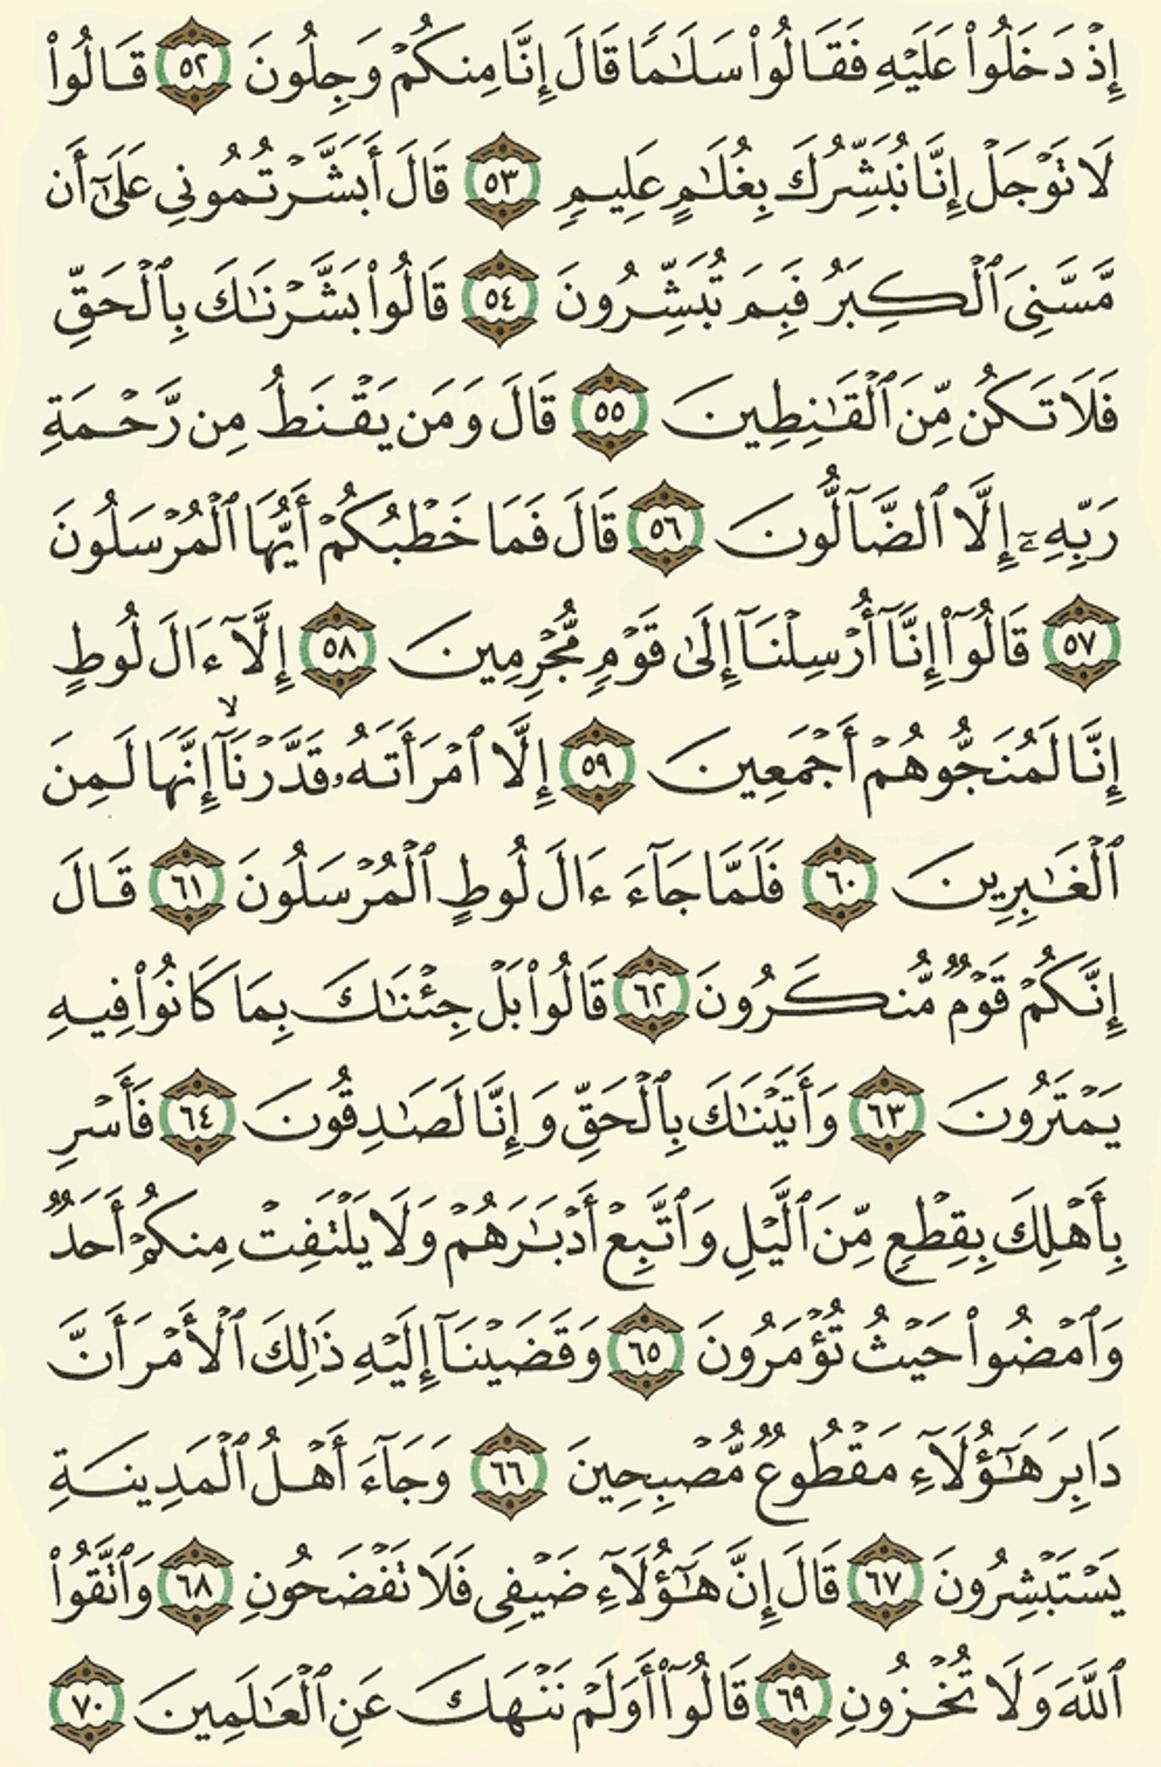 إِذْ دَخَلُوا۟ عَلَيْهِ فَقَالُوا۟ سَلَـٰمًا قَالَ إِنَّا مِنكُمْ وَجِلُونَ ٥٢ قَالُوا۟
لَا تَوْجَلْ إِنَّا نُبَشِّرُكَ بِغُلَـٰمٍ عَلِيمٍ ٥٣ قَالَ أَبَشَّرْتُمُونِى عَلَىٰٓ أَن
مَّسَّنِىَ ٱلْكِبَرُ فَبِمَ تُبَشِّرُونَ ٥٤ قَالُوا۟ بَشَّرْنَـٰكَ بِٱلْحَقِّ
فَلَا تَكُن مِّنَ ٱلْقَـٰنِطِينَ ٥٥ قَالَ وَمَن يَقْنَطُ مِن رَّحْمَةِ
رَبِّهِۦٓ إِلَّا ٱلضَّآلُّونَ ٥٦ قَالَ فَمَا خَطْبُكُمْ أَيُّهَا ٱلْمُرْسَلُونَ
٥٧ قَالُوٓا۟ إِنَّآ أُرْسِلْنَآ إِلَىٰ قَوْمٍ مُّجْرِمِينَ ٥٨ إِلَّآ ءَالَ لُوطٍ
إِنَّا لَمُنَجُّوهُمْ أَجْمَعِينَ ٥٩ إِلَّا ٱمْرَأَتَهُۥ قَدَّرْنَآ ۙ إِنَّهَا لَمِنَ
ٱلْغَـٰبِرِينَ ٦٠ فَلَمَّا جَآءَ ءَالَ لُوطٍ ٱلْمُرْسَلُونَ ٦١ قَالَ
إِنَّكُمْ قَوْمٌ مُّنكَرُونَ ٦٢ قَالُوا۟ بَلْ جِئْنَـٰكَ بِمَا كَانُوا۟ فِيهِ
يَمْتَرُونَ ٦٣ وَأَتَيْنَـٰكَ بِٱلْحَقِّ وَإِنَّا لَصَـٰدِقُونَ ٦٤ فَأَسْرِ
بِأَهْلِكَ بِقِطْعٍ مِّنَ ٱلَّيْلِ وَٱتَّبِعْ أَدْبَـٰرَهُمْ وَلَا يَلْتَفِتْ مِنكُمْ أَحَدٌ
وَٱمْضُوا۟ حَيْثُ تُؤْمَرُونَ ٦٥ وَقَضَيْنَآ إِلَيْهِ ذَٰلِكَ ٱلْأَمْرَ أَنَّ
دَابِرَ هَـٰٓؤُلَآءِ مَقْطُوعٌ مُّصْبِحِينَ ٦٦ وَجَآءَ أَهْلُ ٱلْمَدِينَةِ
يَسْتَبْشِرُونَ ٦٧ قَالَ إِنَّ هَـٰٓؤُلَآءِ ضَيْفِى فَلَا تَفْضَحُونِ ٦٨ وَٱتَّقُوا۟
ٱللَّهَ وَلَا تُخْزُونِ ٦٩ قَالُوٓا۟ أَوَلَمْ نَنْهَكَ عَنِ ٱلْعَـٰلَمِينَ ٧٠